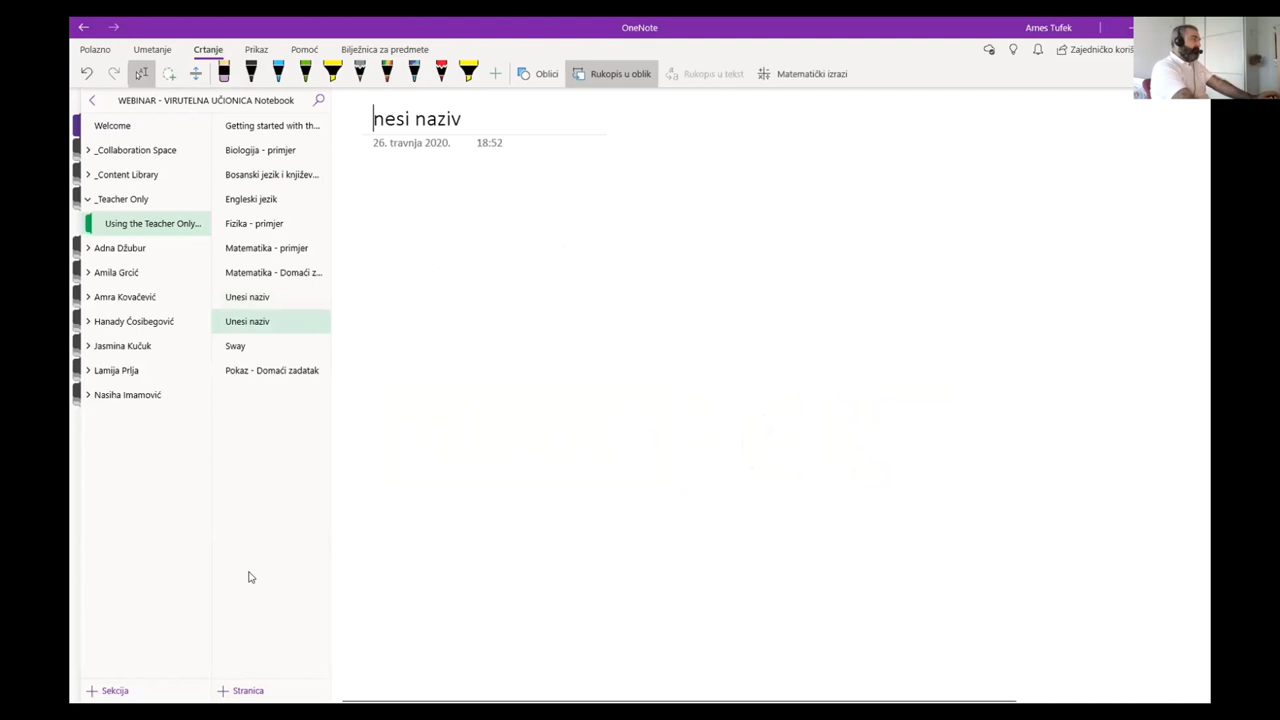 OneNote
Ames Tufek
Polazno Umetanje Crtanje Prikaz Pomoć Bilježnica za predmete
Zajedničko koriš
Oblici Rukopis u oblik Rukopis u tekst Matematički izrazi
WEBINAR - VIRUTELNA UČIONICA Notebook
Welcome
_Collaboration Space
_Content Library
_Teacher Only
Using the Teacher Only...
Adna Džubur
Amila Grcić
Amra Kovačević
Hanady Ćosibegović
Jasmina Kučuk
Lamija Prlja
Nasiha Imamović
Sekcija
Getting started with th...
Biologija - primjer
Bosanski jezik i književ...
Engleski jezik
Fizika - primjer
Matematika - primjer
Matematika - Domaći z...
Unesi naziv
Unesi naziv
Sway
Pokaz - Domaći zadatak
Stranica
nesi naziv
26. travnja 2020. 18:52